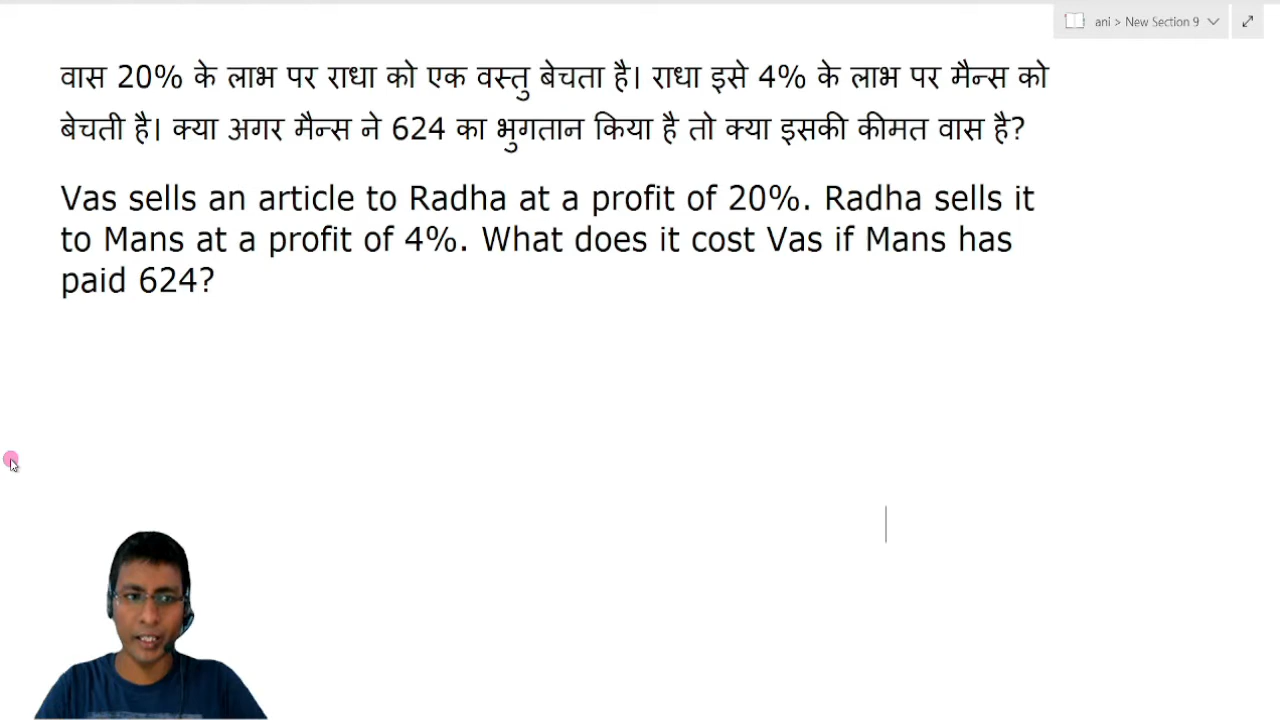 ani > New Section 9
वास 20% के लाभ पर राधा को एक वस्तु बेचता है। राधा इसे 4% के लाभ पर मैन्स को
बेचती है। क्या अगर मैन्स ने 624 का भुगतान किया है तो क्या इसकी कीमत वास है?
Vas sells an article to Radha at a profit of 20%. Radha sells it
to Mans at a profit of 4%. What does it cost Vas if Mans has
paid 624?